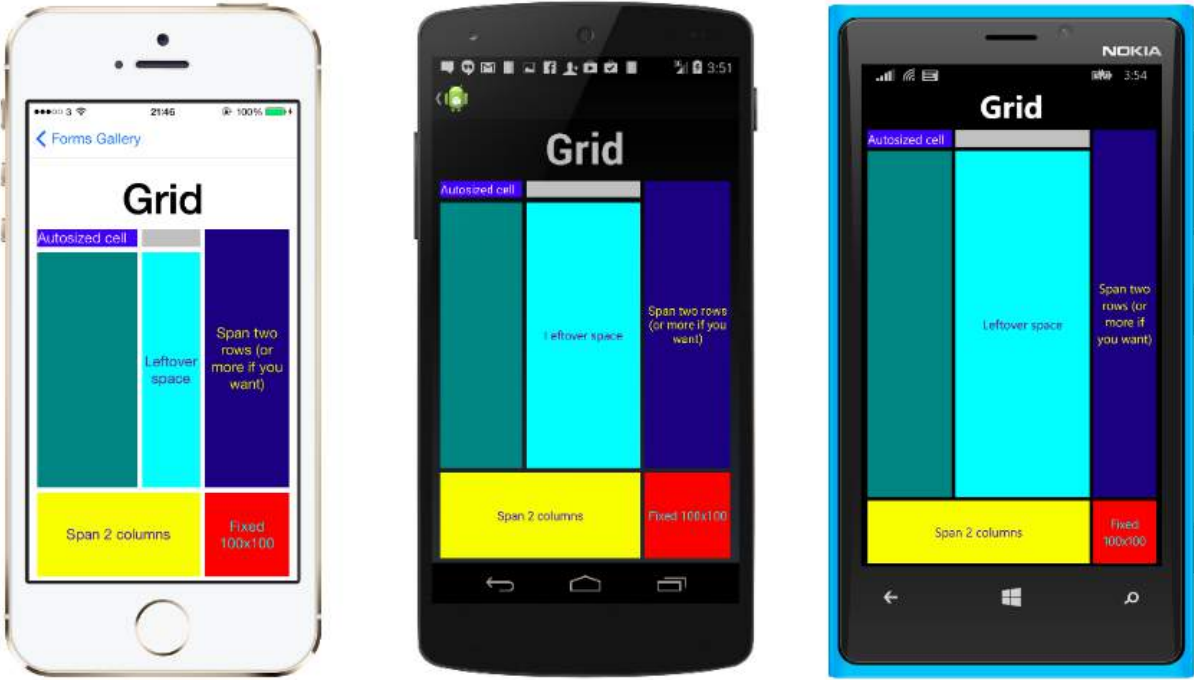 3
21:46
100%
Forms Gallery
Grid
Autosized cell
Leftover
space
Span two
rows (or
more if you
want)
Span 2 columns
Fixed
100x100
3:51
Grid
Autosized cell
Leftover space
Span two rows
(or more if you
want)
Span 2 columns
Fixed 100x100
NOKIA
3:54
Grid
Autosized cell
Leftover space
Span two
rows (or
more if
you want)
Span 2 columns
Fixed
100x100